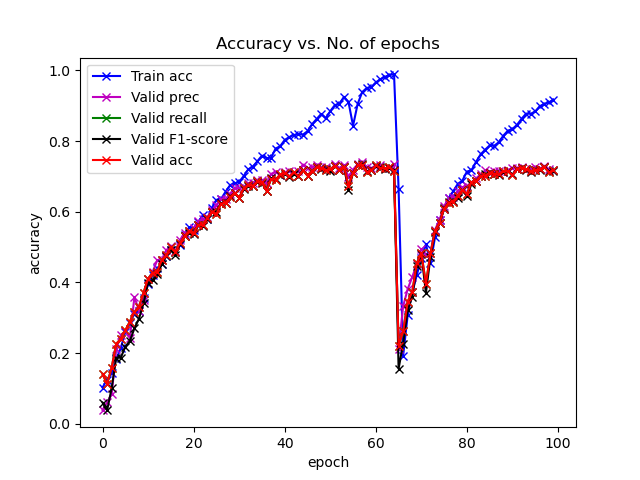 Accuracy vs. No. of epochs
1.0
0.8
0.6
0.4
0.2
0.0
accuracy
Train acc
Valid prec
Valid recall
Valid F1-score
Valid acc
0 20 40 60 80 100
epoch